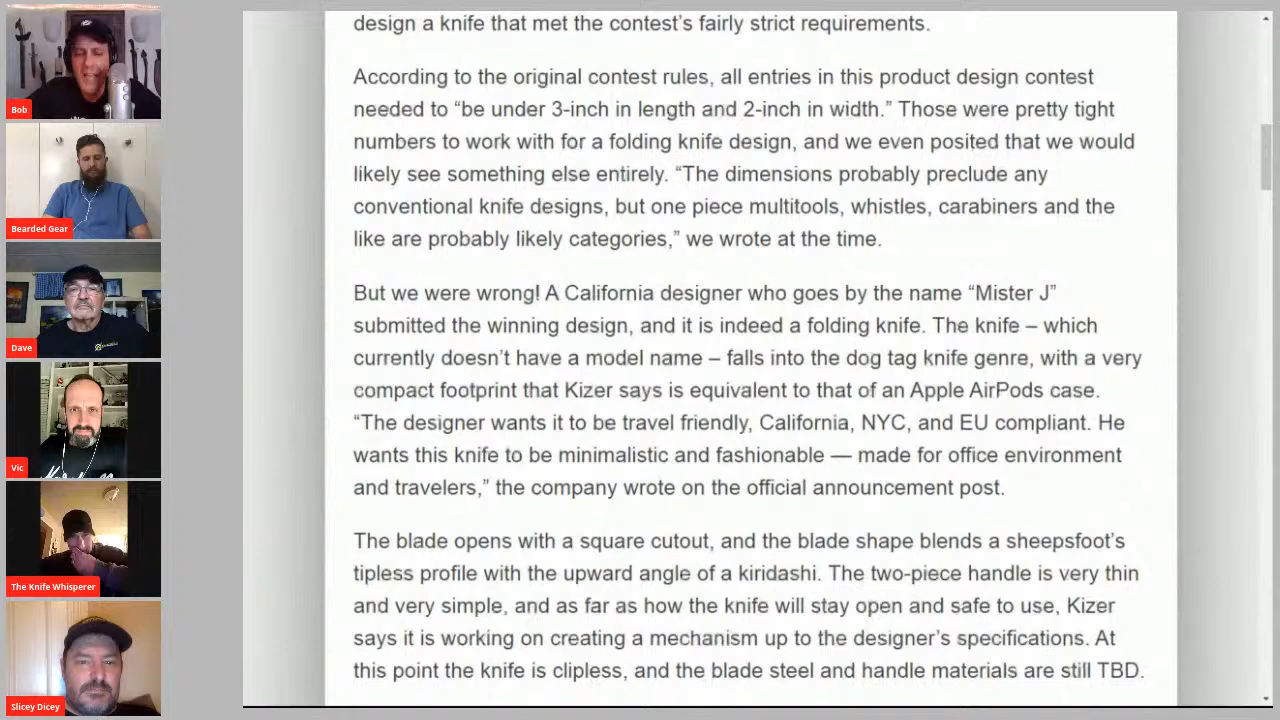 Bob
Bearded Gear
Dave
Vic
The Knife Whisperer
Slicey Dicey
design a knife that met the contest’s fairly strict requirements.
According to the original contest rules, all entries in this product design contest
needed to “be under 3-inch in length and 2-inch in width.” Those were pretty tight
numbers to work with for a folding knife design, and we even posited that we would
likely see something else entirely. “The dimensions probably preclude any
conventional knife designs, but one piece multitools, whistles, carabiners and the
like are probably likely categories,” we wrote at the time.
But we were wrong! A California designer who goes by the name “Mister J”
submitted the winning design, and it is indeed a folding knife. The knife – which
currently doesn’t have a model name – falls into the dog tag knife genre, with a very
compact footprint that Kizer says is equivalent to that of an Apple AirPods case.
“The designer wants it to be travel friendly, California, NYC, and EU compliant. He
wants this knife to be minimalistic and fashionable — made for office environment
and travelers,” the company wrote on the official announcement post.
The blade opens with a square cutout, and the blade shape blends a sheepsfoot’s
tipless profile with the upward angle of a kiridashi. The two-piece handle is very thin
and very simple, and as far as how the knife will stay open and safe to use, Kizer
says it is working on creating a mechanism up to the designer’s specifications. At
this point the knife is clipless, and the blade steel and handle materials are still TBD.